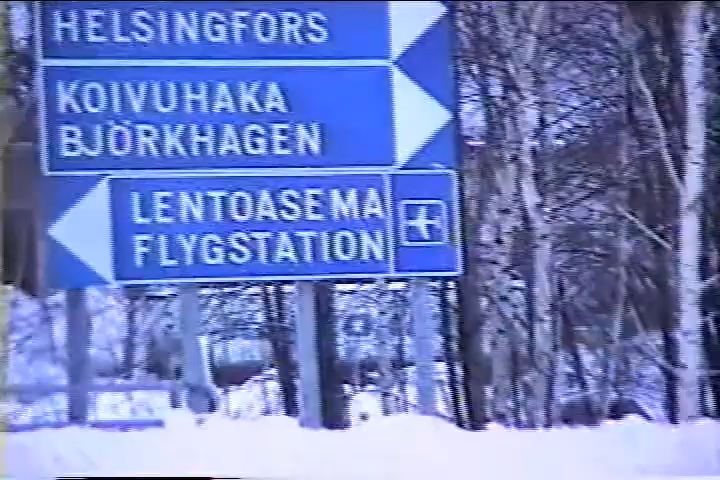 HELSINGFORS
KOIVUHAKA
BJÖRKHAGEN
LENTOASEMA
FLYGSTATION